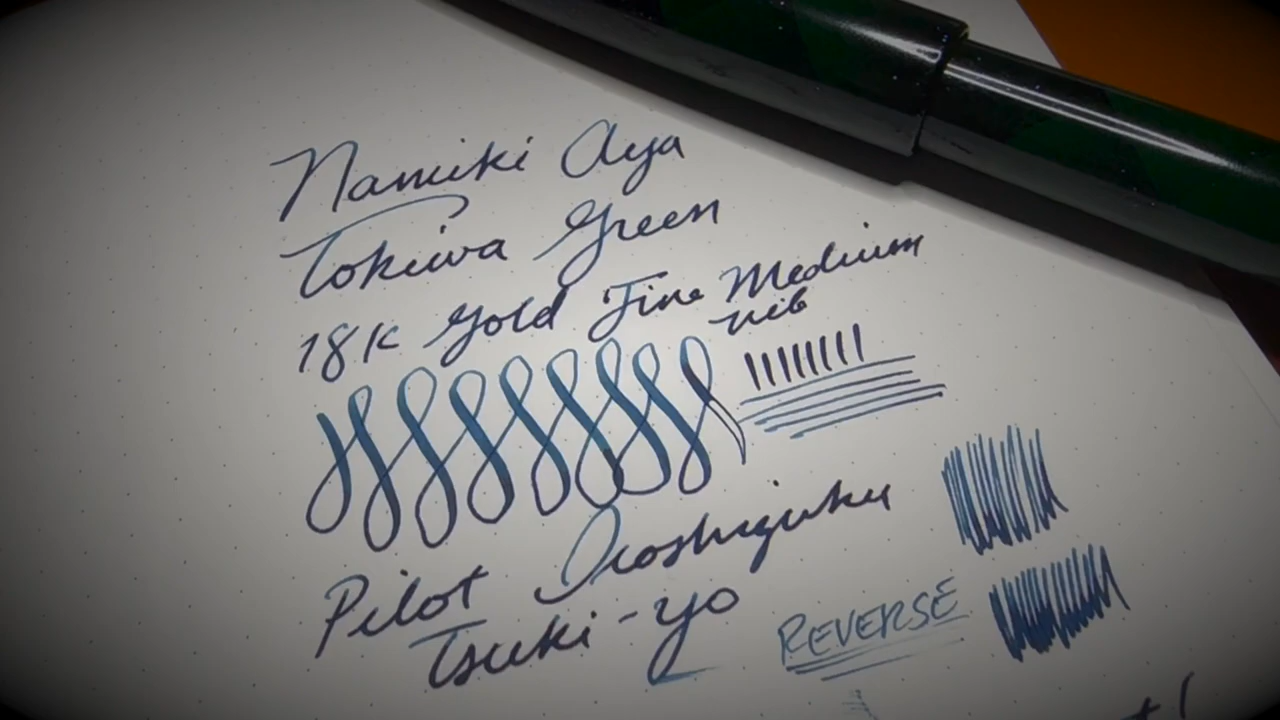 Namiki Aya
Tokiwa Green
18K Gold Fine Medium
nib
Pilot Iroshizuku
Tsuki-yo
REVERSE